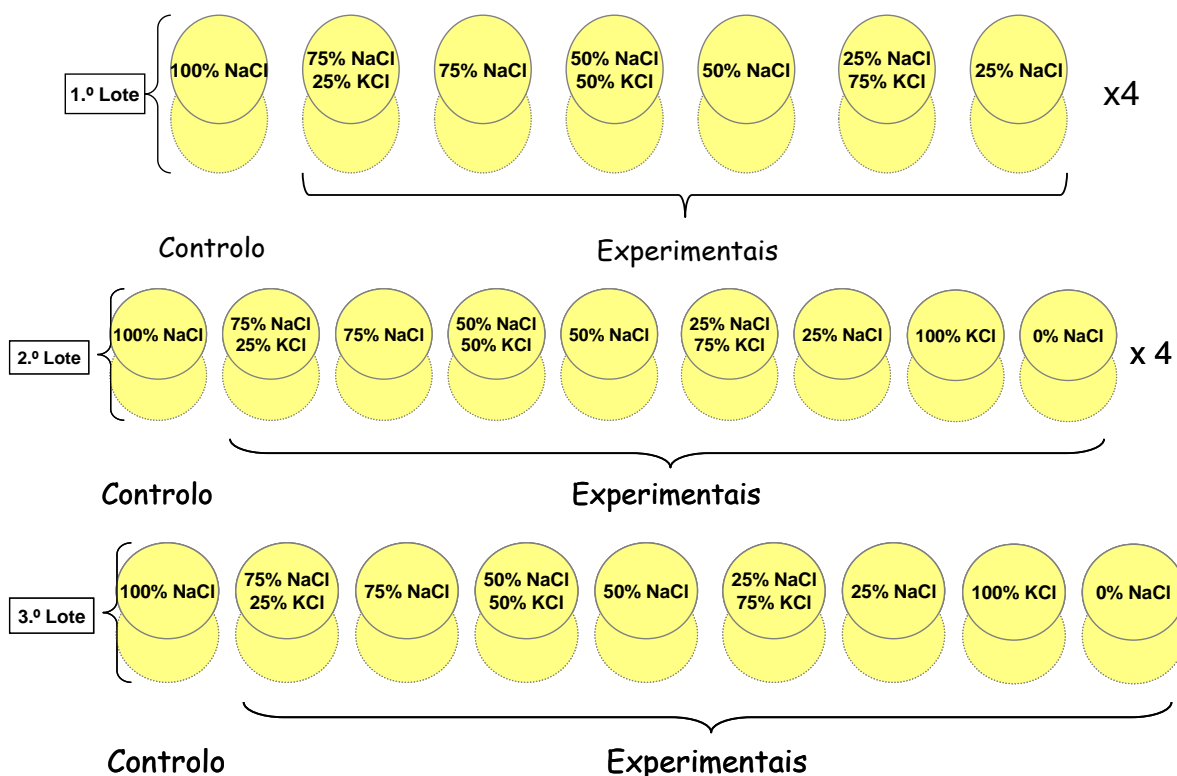 1.º Lote
100% NaCl
75% NaCl
25% KCl
75% NaCl
50% NaCl
50% KCl
50% NaCl
25% NaCl
75% KCl
25% NaCl
x4
Controlo
Experimentais
2.º Lote
100% NaCl
75% NaCl
25% KCl
75% NaCl
50% NaCl
50% KCl
50% NaCl
25% NaCl
75% KCl
25% NaCl
100% KCl
0% NaCl
x 4
Controlo
Experimentais
3.º Lote
100% NaCl
75% NaCl
25% KCl
75% NaCl
50% NaCl
50% KCl
50% NaCl
25% NaCl
75% KCl
25% NaCl
100% KCl
0% NaCl
Controlo
Experimentais